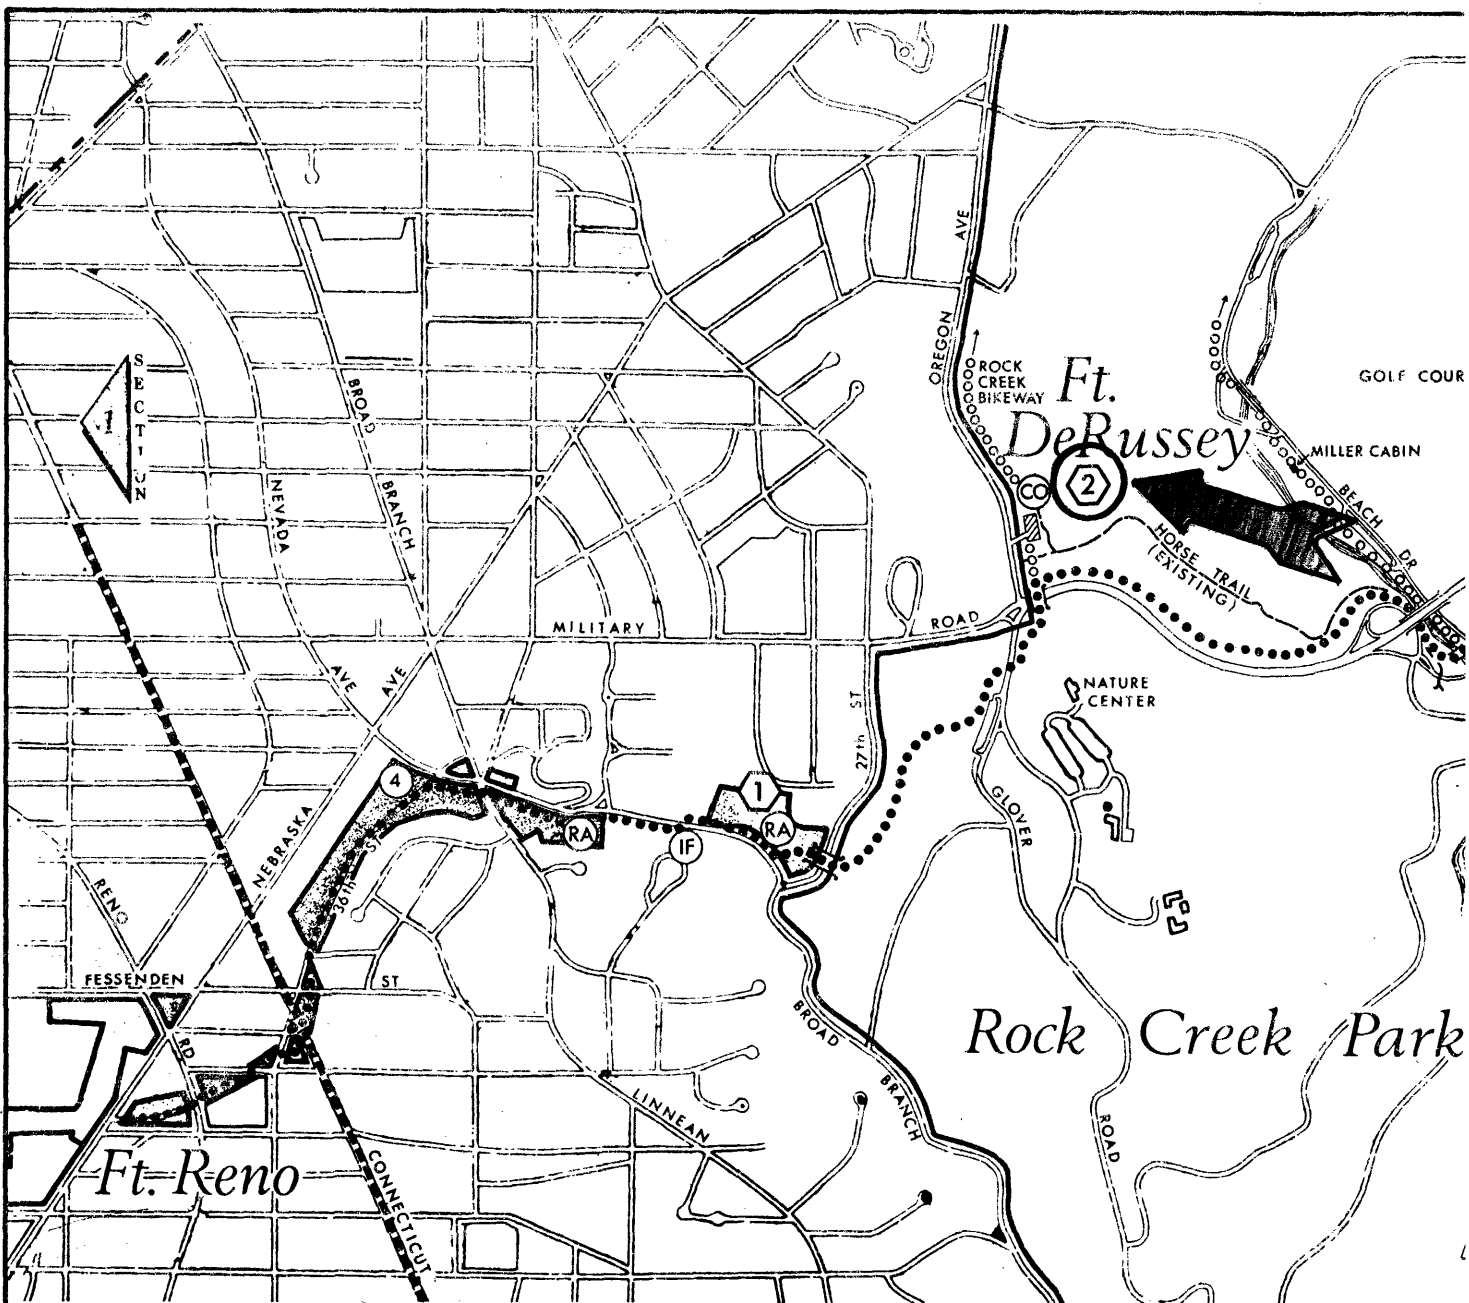 AVE
OREGON
ROCK
CREEK
BIKEWAY
Ft.
DeRussey
GOLF COUR
SECTION
1
BROAD
BRANCH
NEVADA
AVE
MILLER CABIN
CO
2
BEACH
DR
HORSE TRAIL
(EXISTING)
MILITARY
ROAD
AVE
27th
ST
NATURE
CENTER
4
1
RA
RA
IF
GLOVER
ROAD
NEBRASKA
36th
ST
RENO
RD
FESSENDEN
ST
BROAD
BRANCH
Rock Creek Park
LINNEAN
Ft. Reno
CONNECTICUT